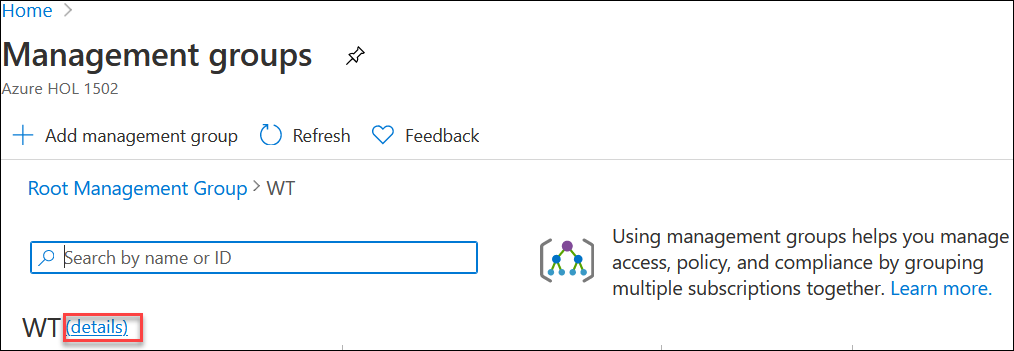 Home >
Management groups
Azure HOL 1502
+ Add management group Refresh Feedback
Root Management Group > WT
Search by name or ID
Using management groups helps you manage
access, policy, and compliance by grouping
multiple subscriptions together. Learn more.
WT (details)